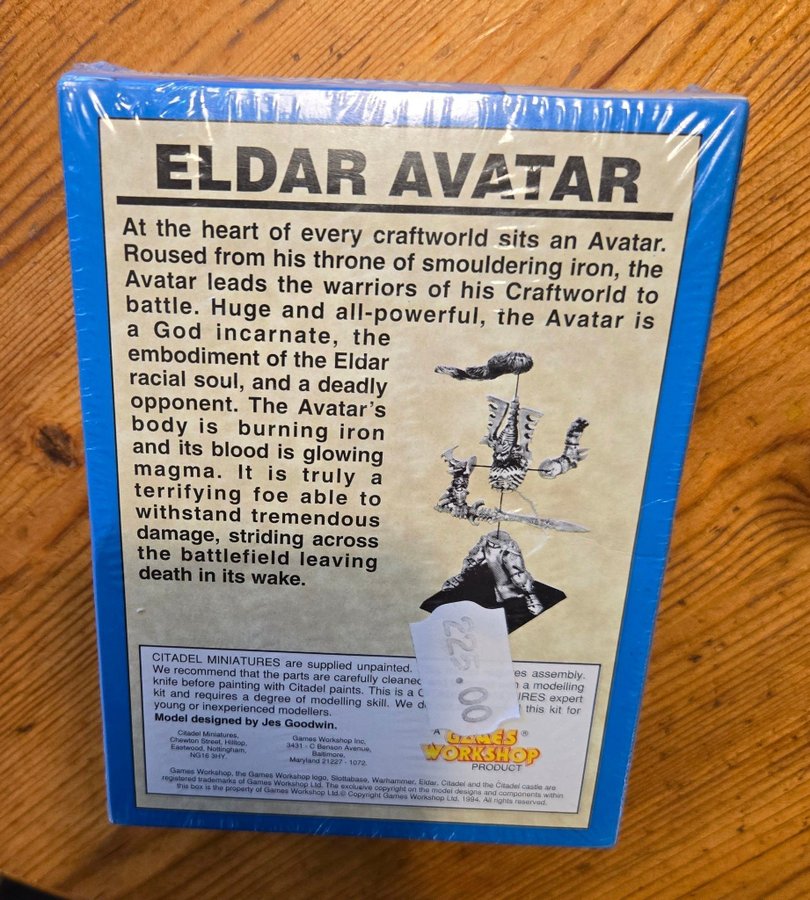 ELDAR AVATAR
At the heart of every craftworld sits an Avatar.
Roused from his throne of smouldering iron, the
Avatar leads the warriors of his Craftworld to
battle. Huge and all-powerful, the Avatar is
a God incarnate, the
embodiment of the Eldar
racial soul, and a deadly
opponent. The Avatar's
body is burning iron
and its blood is glowing
magma. It is truly a
terrifying foe able to
withstand tremendous
damage, striding across
the battlefield leaving
death in its wake.
225.00
CITADEL MINIATURES are supplied unpainted. es assembly.
We recommend that the parts are carefully cleaned a modelling
knife before painting with Citadel paints. This is a C URES expert
kit and requires a degree of modelling skill. We d this kit for
young or inexperienced modellers.
Model designed by Jes Goodwin.
Citadel Miniatures,
Chewton Street, Hilltop,
Eastwood, Nottingham,
NG16 3HY.
Games Workshop Inc,
3431 - C Benson Avenue,
Baltimore,
Maryland 21227 - 1072.
A
GAMES ®
WORKSHOP
PRODUCT
Games Workshop, the Games Workshop logo, Slottabase, Warhammer, Eldar, Citadel and the Citadel castle are
registered trademarks of Games Workshop Ltd. The exclusive copyright on the model designs and components within
this box is the property of Games Workshop Ltd.© Copyright Games Workshop Ltd, 1994. All rights reserved.